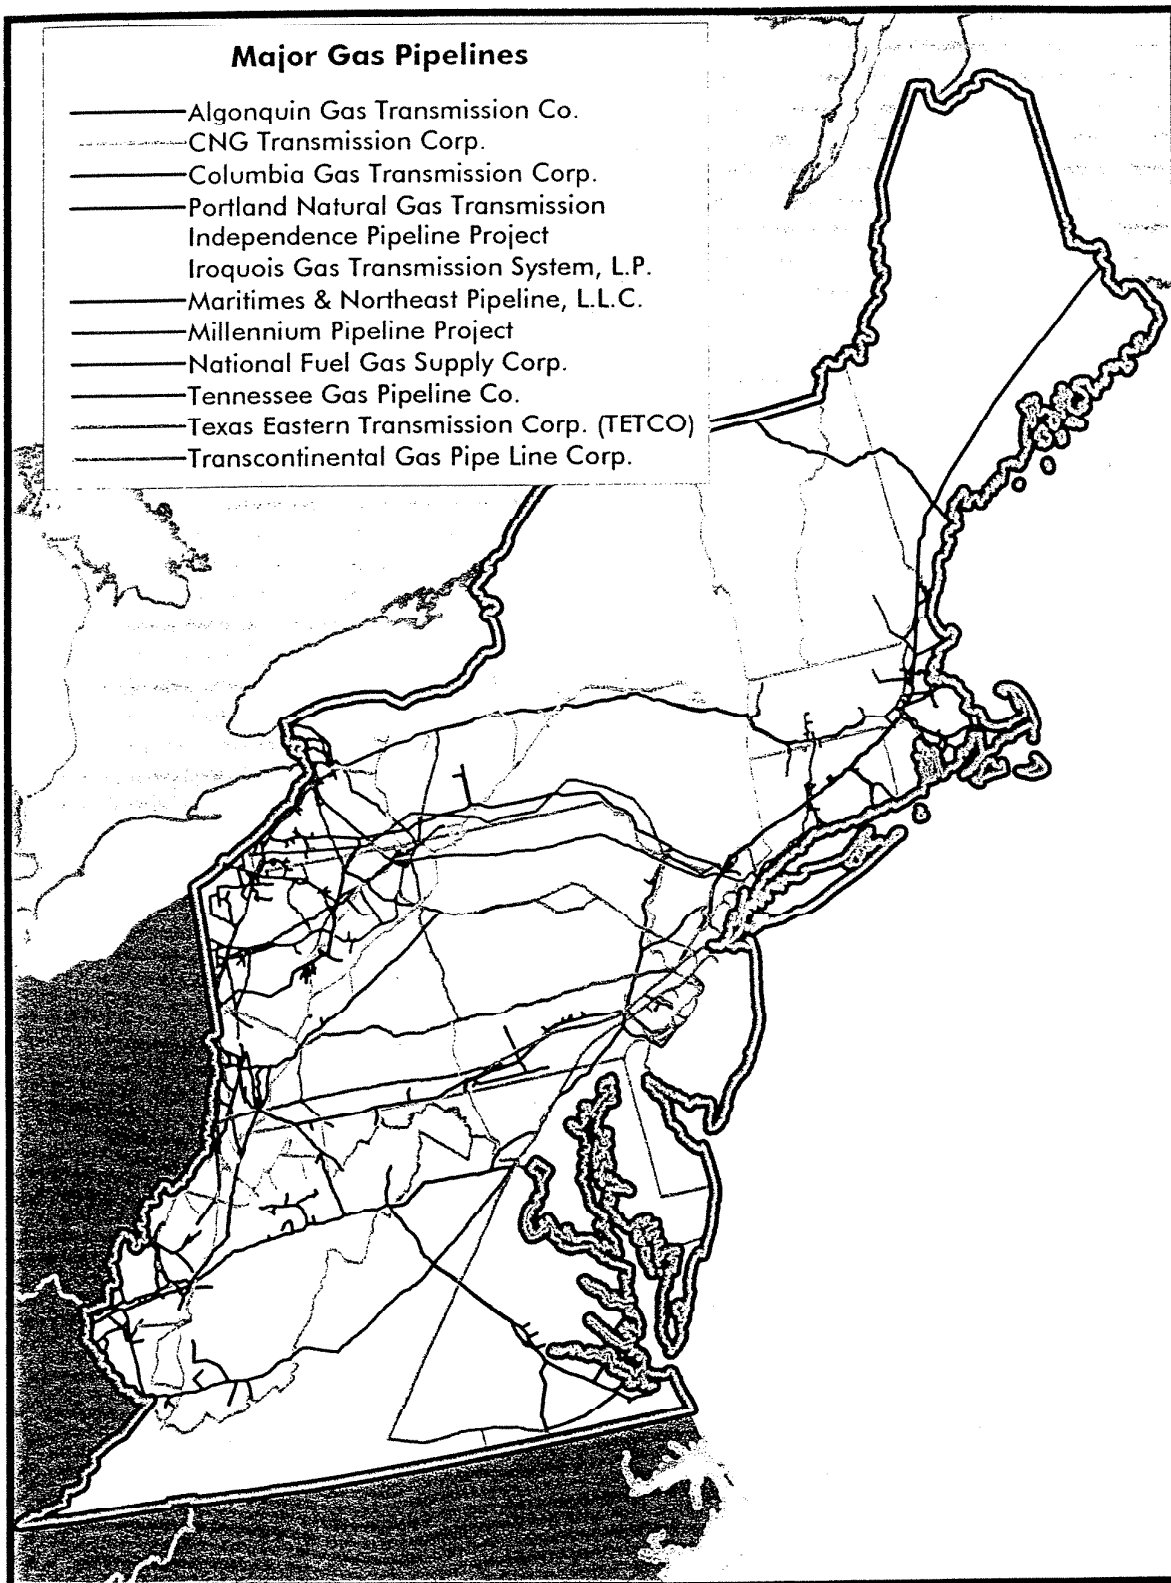 Major Gas Pipelines
Algonquin Gas Transmission Co.
CNG Transmission Corp.
Columbia Gas Transmission Corp.
Portland Natural Gas Transmission
Independence Pipeline Project
Iroquois Gas Transmission System, L.P.
Maritimes & Northeast Pipeline, L.L.C.
Millennium Pipeline Project
National Fuel Gas Supply Corp.
Tennessee Gas Pipeline Co.
Texas Eastern Transmission Corp. (TETCO)
Transcontinental Gas Pipe Line Corp.